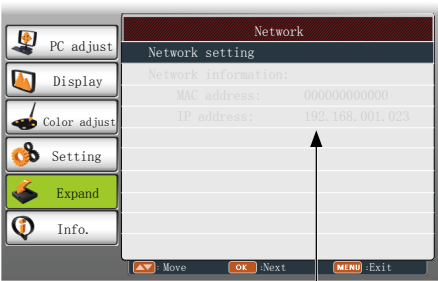 Network
PC adjust
Display
Color adjust
Setting
Expand
Info.
Network setting
Network information:
MAC address: 000000000000
IP address: 192.168.001.023
: Move
OK :Next
MENU :Exit